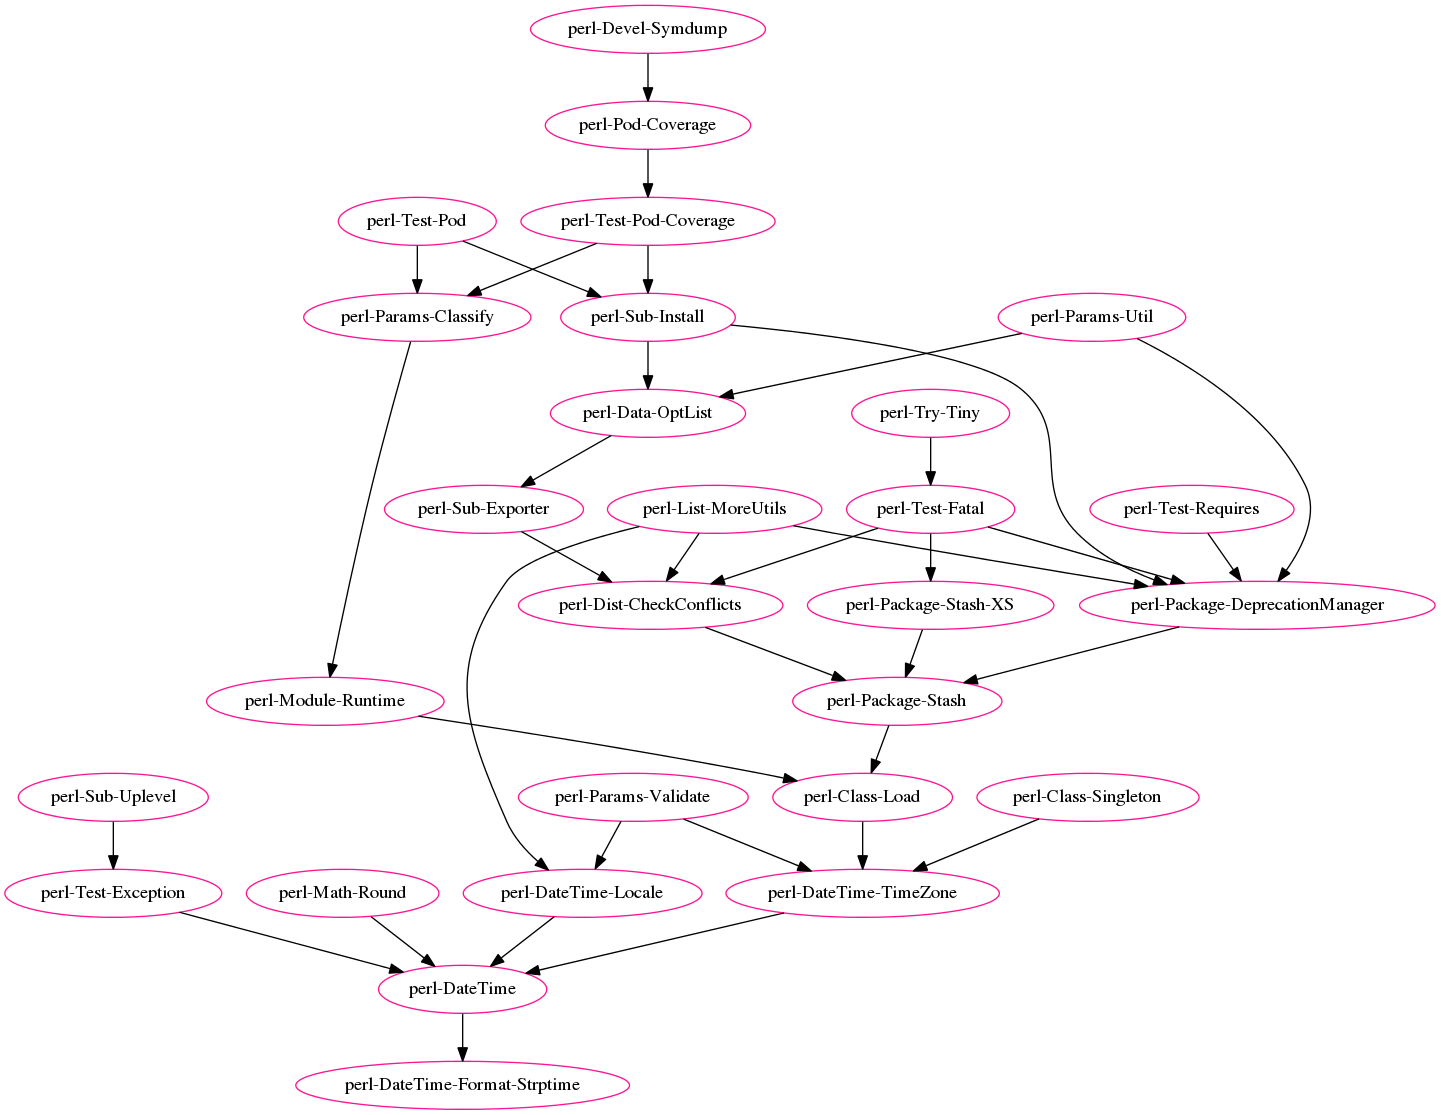 perl-Devel-Symdump
perl-Pod-Coverage
perl-Test-Pod
perl-Test-Pod-Coverage
perl-Params-Classify
perl-Sub-Install
perl-Params-Util
perl-Data-OptList
perl-Try-Tiny
perl-Sub-Exporter
perl-List-MoreUtils
perl-Test-Fatal
perl-Test-Requires
perl-Dist-CheckConflicts
perl-Package-Stash-XS
perl-Package-DeprecationManager
perl-Module-Runtime
perl-Package-Stash
perl-Sub-Uplevel
perl-Params-Validate
perl-Class-Load
perl-Class-Singleton
perl-Test-Exception
perl-Math-Round
perl-DateTime-Locale
perl-DateTime-TimeZone
perl-DateTime
perl-DateTime-Format-Strptime